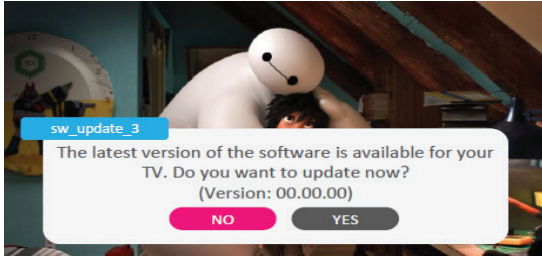 sw_update_3
The latest version of the software is available for your
TV. Do you want to update now?
(Version: 00.00.00)
NO
YES